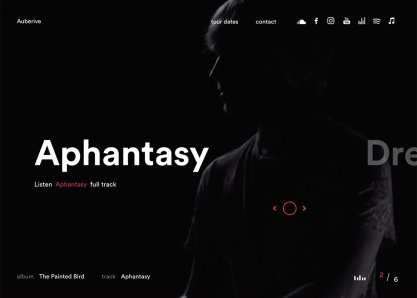 Auberive
tour dates
contact
Aphantasy
Dre
Listen Aphantasy full track
album The Painted Bird
track Aphantasy
2 / 6